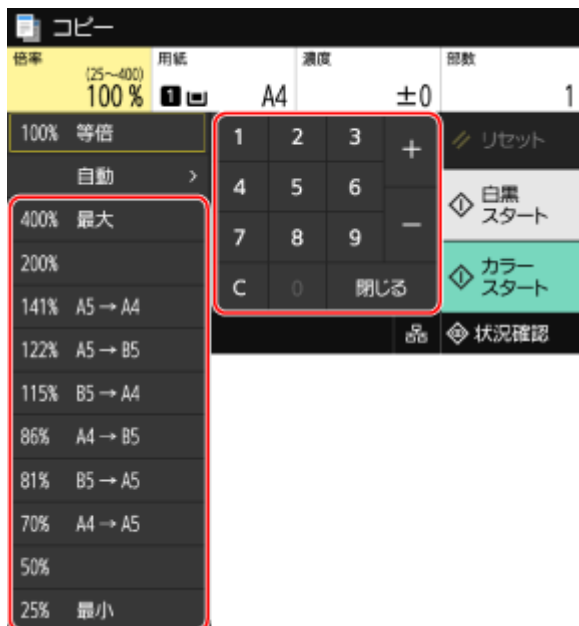 コピー
倍率 用紙 濃度 部数
(25～400)
100 % 1 A4 ±0 1
100% 等倍
自動 >
400% 最大
200%
141% A5 → A4
122% A5 → B5
115% B5 → A4
86% A4 → B5
81% B5 → A5
70% A4 → A5
50%
25% 最小
1 2 3 +
4 5 6
7 8 9 −
C 0 閉じる
リセット
白黒
スタート
カラー
スタート
状況確認